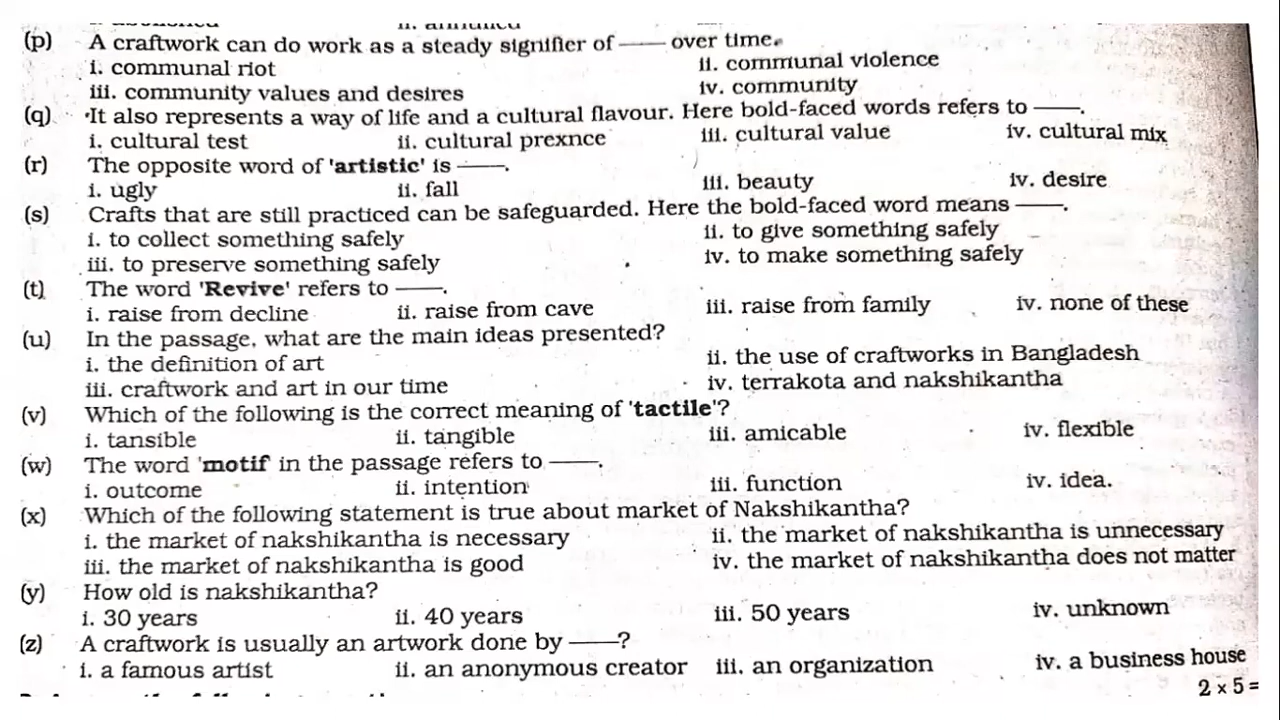 (p) A craftwork can do work as a steady signifier of —— over time.
i. communal riot ii. communal violence
iii. community values and desires iv. community
(q) It also represents a way of life and a cultural flavour. Here bold-faced words refers to ——.
i. cultural test ii. cultural prexnce iii. cultural value iv. cultural mix
(r) The opposite word of 'artistic' is ——.
i. ugly ii. fall iii. beauty iv. desire
(s) Crafts that are still practiced can be safeguarded. Here the bold-faced word means ——.
i. to collect something safely ii. to give something safely
iii. to preserve something safely iv. to make something safely
(t) The word 'Revive' refers to ——.
i. raise from decline ii. raise from cave iii. raise from family iv. none of these
(u) In the passage, what are the main ideas presented?
i. the definition of art ii. the use of craftworks in Bangladesh
iii. craftwork and art in our time iv. terrakota and nakshikantha
(v) Which of the following is the correct meaning of 'tactile'?
i. tansible ii. tangible iii. amicable iv. flexible
(w) The word 'motif' in the passage refers to ——.
i. outcome ii. intention iii. function iv. idea.
(x) Which of the following statement is true about market of Nakshikantha?
i. the market of nakshikantha is necessary ii. the market of nakshikantha is unnecessary
iii. the market of nakshikantha is good iv. the market of nakshikantha does not matter
(y) How old is nakshikantha?
i. 30 years ii. 40 years iii. 50 years iv. unknown
(z) A craftwork is usually an artwork done by ——?
i. a famous artist ii. an anonymous creator iii. an organization iv. a business house
2 × 5 =